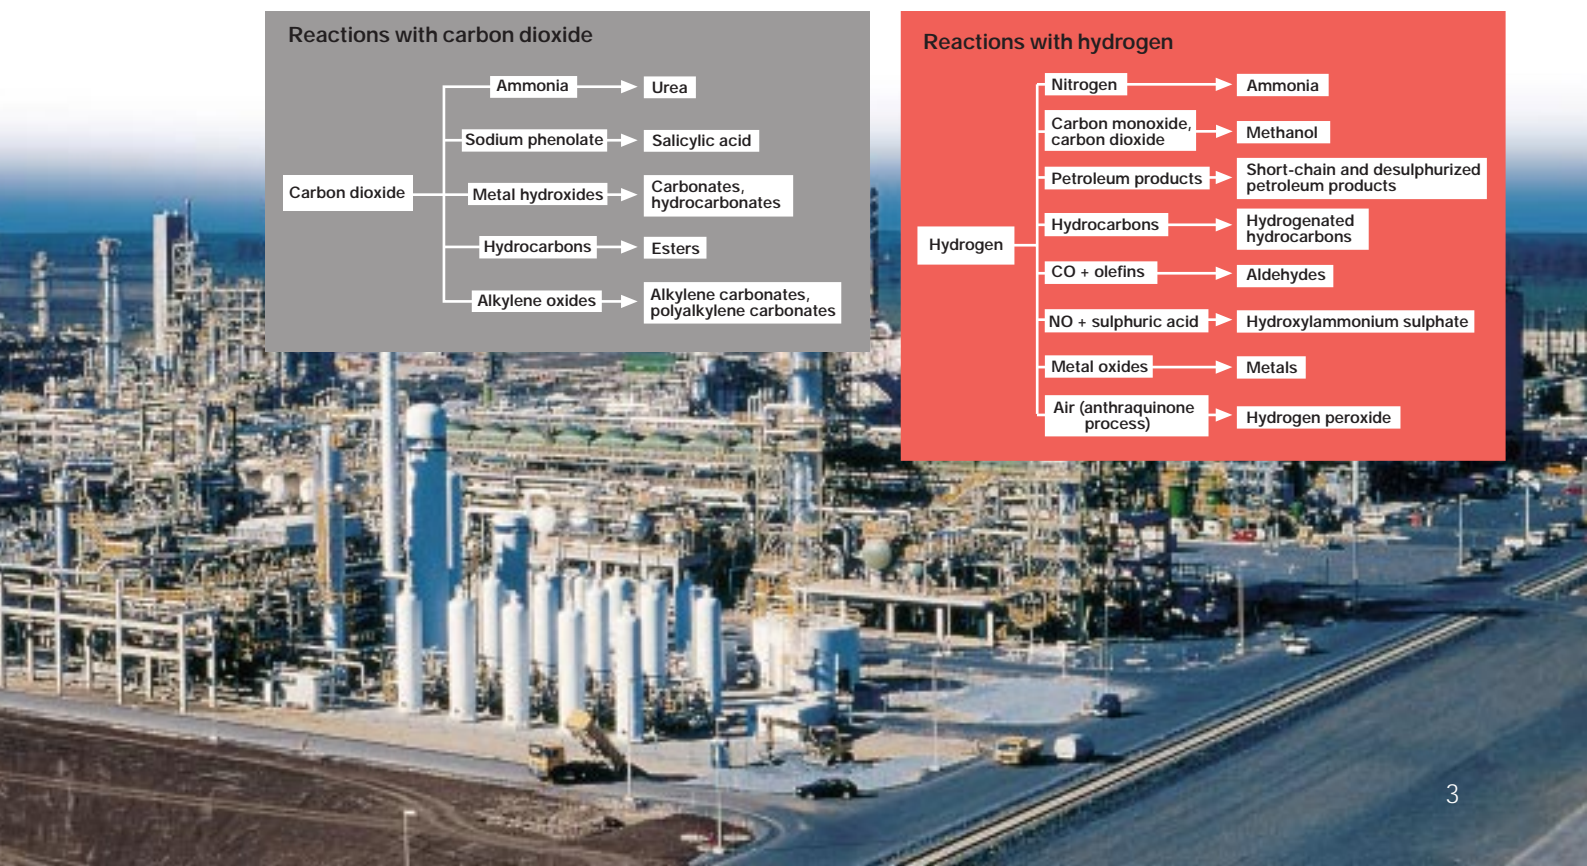 Reactions with carbon dioxide
Carbon dioxide
Ammonia
Urea
Sodium phenolate
Salicylic acid
Metal hydroxides
Carbonates,
hydrocarbonates
Hydrocarbons
Esters
Alkylene oxides
Alkylene carbonates,
polyalkylene carbonates
Reactions with hydrogen
Hydrogen
Nitrogen
Ammonia
Carbon monoxide,
carbon dioxide
Methanol
Petroleum products
Short-chain and desulphurized
petroleum products
Hydrocarbons
Hydrogenated
hydrocarbons
CO + olefins
Aldehydes
NO + sulphuric acid
Hydroxylammonium sulphate
Metal oxides
Metals
Air (anthraquinone
process)
Hydrogen peroxide
3